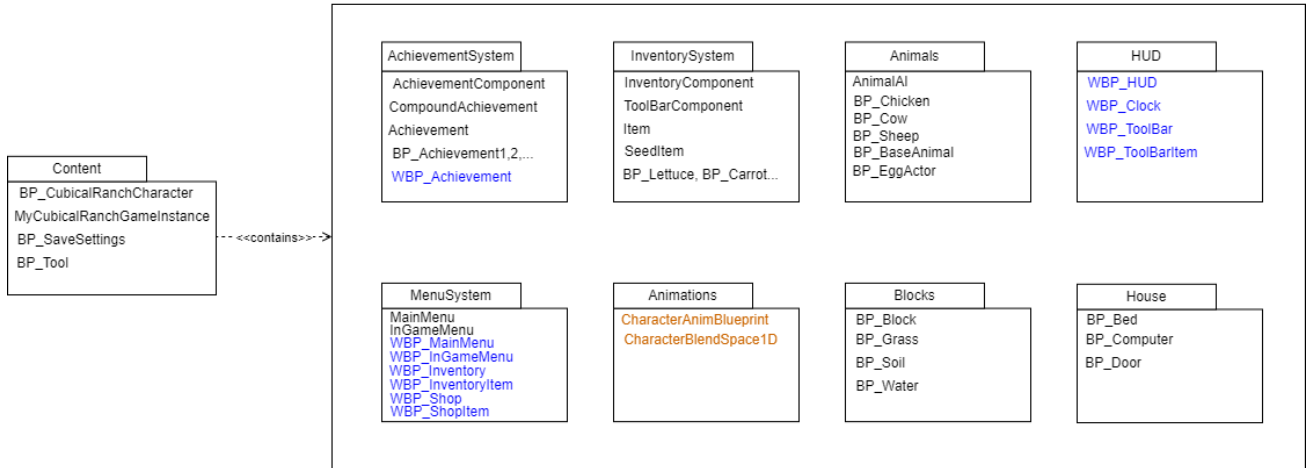 Content
BP_CubicalRanchCharacter
MyCubicalRanchGameInstance
BP_SaveSettings
BP_Tool
<<contains>>
AchievementSystem
AchievementComponent
CompoundAchievement
Achievement
BP_Achievement1,2,...
WBP_Achievement
InventorySystem
InventoryComponent
ToolBarComponent
Item
SeedItem
BP_Lettuce, BP_Carrot...
Animals
AnimalAI
BP_Chicken
BP_Cow
BP_Sheep
BP_BaseAnimal
BP_EggActor
HUD
WBP_HUD
WBP_Clock
WBP_ToolBar
WBP_ToolBarItem
MenuSystem
MainMenu
InGameMenu
WBP_MainMenu
WBP_InGameMenu
WBP_Inventory
WBP_InventoryItem
WBP_Shop
WBP_ShopItem
Animations
CharacterAnimBlueprint
CharacterBlendSpace1D
Blocks
BP_Block
BP_Grass
BP_Soil
BP_Water
House
BP_Bed
BP_Computer
BP_Door